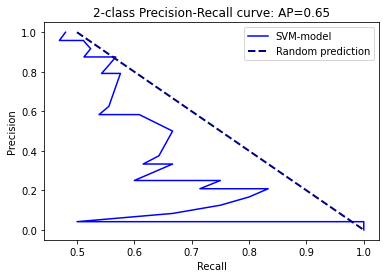 2-class Precision-Recall curve: AP=0.65
SVM-model
Random prediction
Precision
1.0
0.8
0.6
0.4
0.2
0.0
0.5
0.6
0.7
0.8
0.9
1.0
Recall